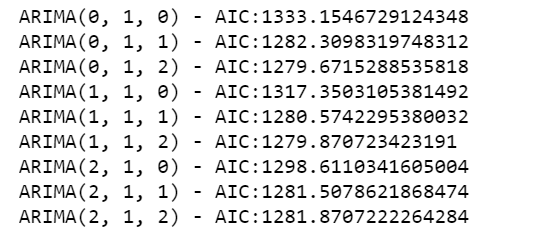 ARIMA(0, 1, 0) - AIC:1333.1546729124348
ARIMA(0, 1, 1) - AIC:1282.3098319748312
ARIMA(0, 1, 2) - AIC:1279.6715288535818
ARIMA(1, 1, 0) - AIC:1317.3503105381492
ARIMA(1, 1, 1) - AIC:1280.5742295380032
ARIMA(1, 1, 2) - AIC:1279.870723423191
ARIMA(2, 1, 0) - AIC:1298.6110341605004
ARIMA(2, 1, 1) - AIC:1281.5078621868474
ARIMA(2, 1, 2) - AIC:1281.8707222264284